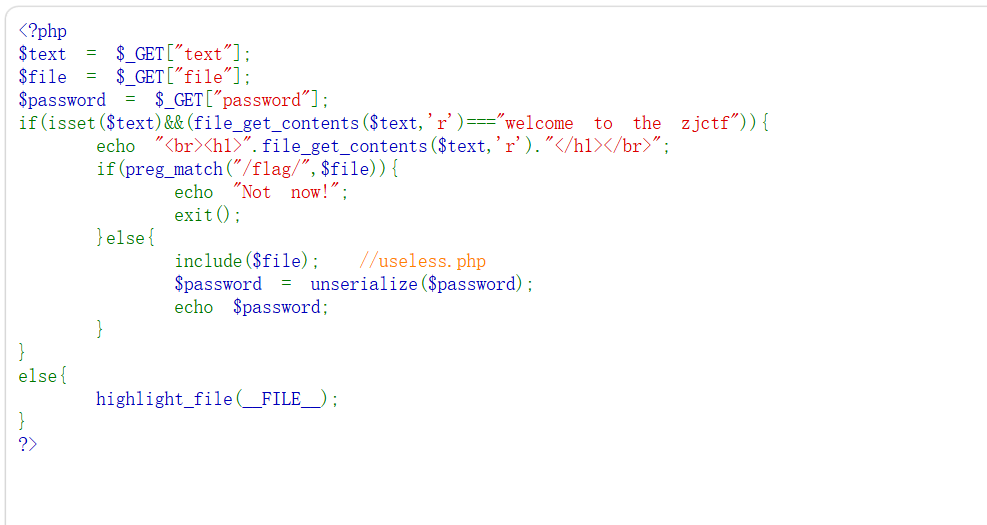 <?php
$text = $_GET["text"];
$file = $_GET["file"];
$password = $_GET["password"];
if(isset($text)&&(file_get_contents($text,'r')==="welcome to the zjctf")){
echo "<br><h1>".file_get_contents($text,'r')."</h1></br>";
if(preg_match("/flag/",$file)){
echo "Not now!";
exit();
}else{
include($file); //useless.php
$password = unserialize($password);
echo $password;
}
}
else{
highlight_file(__FILE__);
}
?>